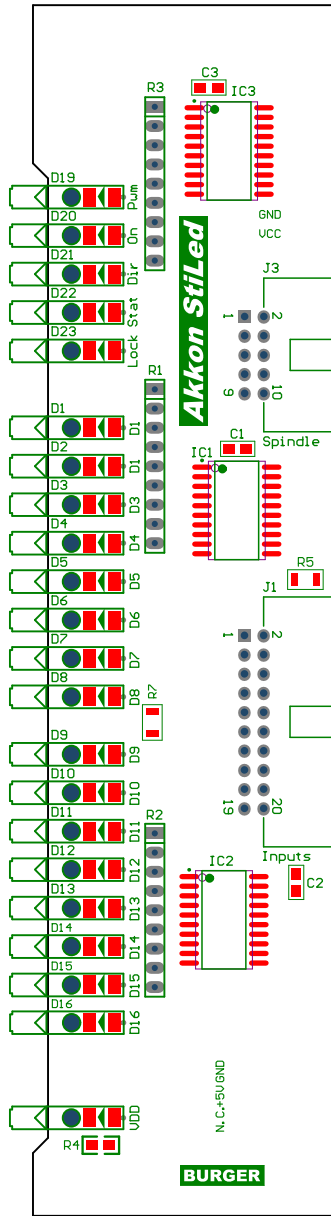 C3
R3
IC3
D19
Pwm
D20
On
GND
VCC
D21
Dir
D22
Stat
D23
Lock
Akkon StiLed
J3
1
2
9
10
Spindle
R1
D1
D1
C1
IC1
D2
D1
D3
D3
D4
D4
D5
D5
R5
D6
D6
J1
1
2
D7
D7
D8
D8
R7
D9
D9
D10
D10
19
20
D11
D11
R2
Inputs
D12
D12
IC2
C2
D13
D13
D14
D14
D15
D15
D16
D16
N.C.+5VGND
VDD
R4
BURGER